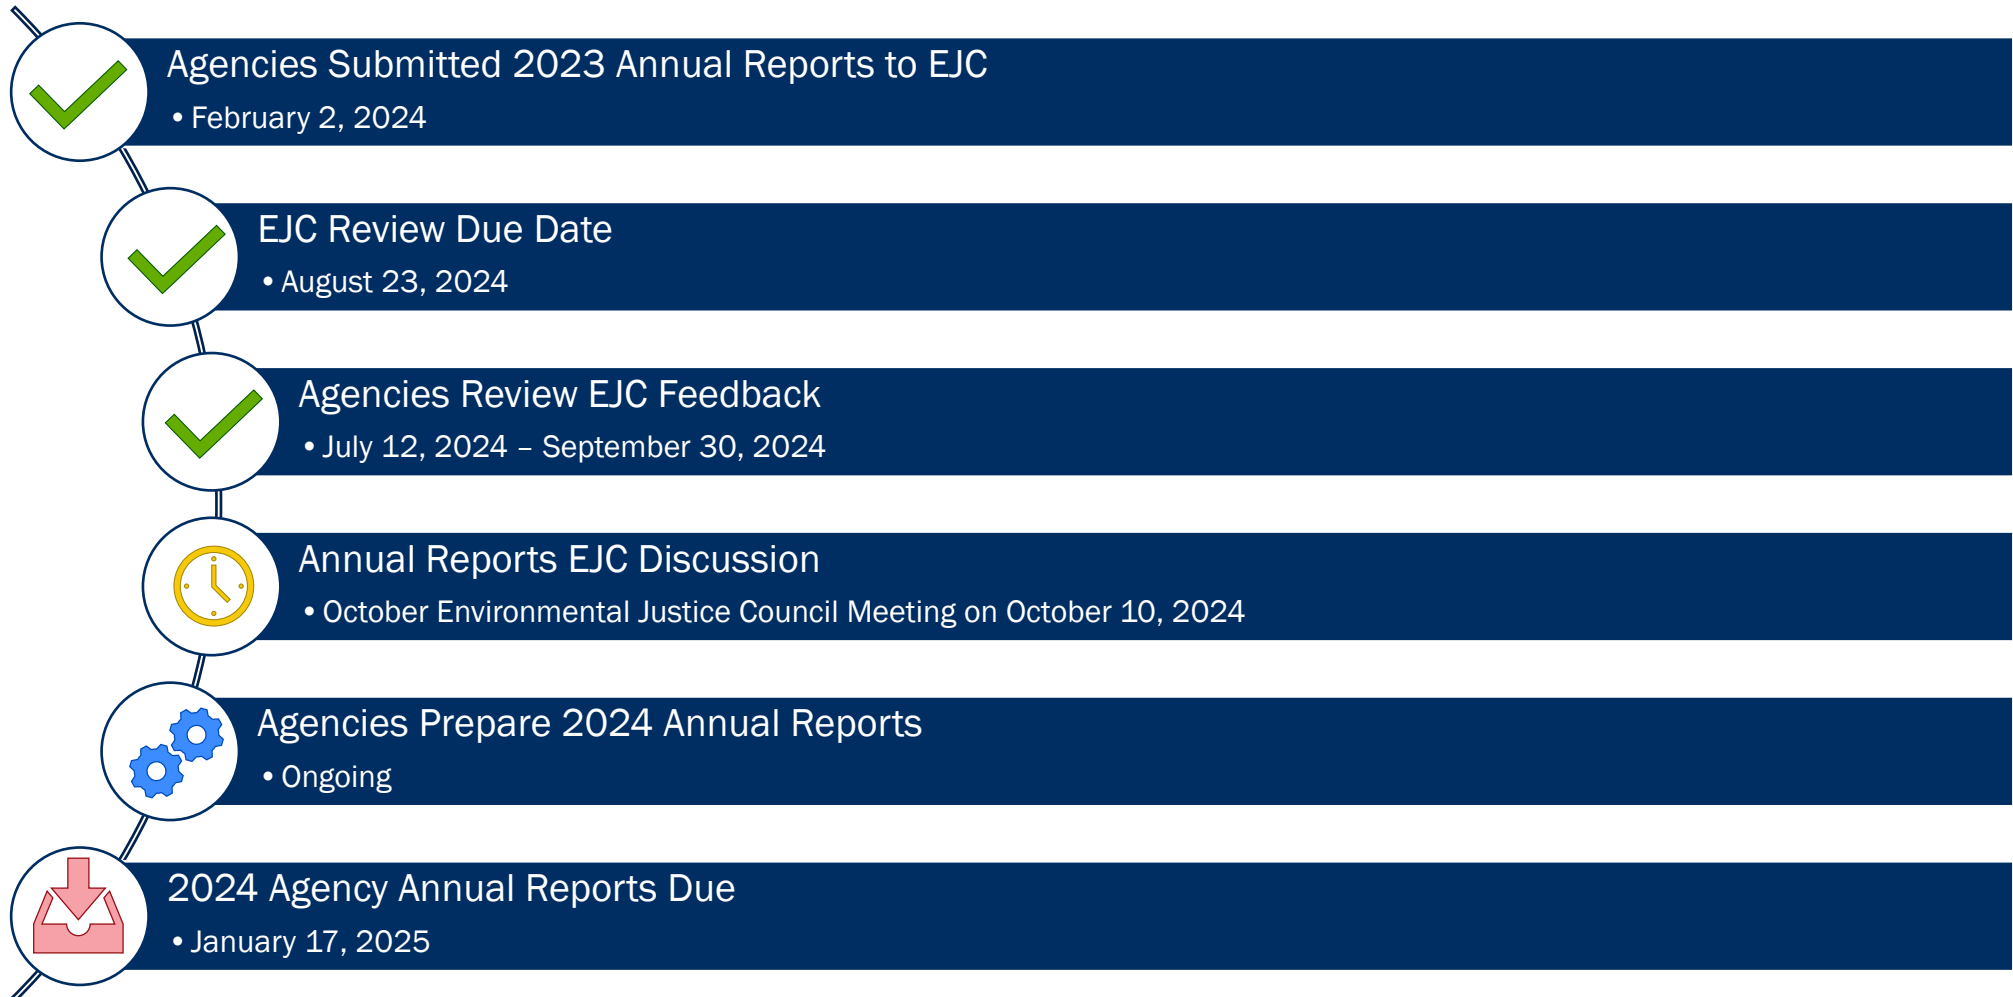 Agencies Submitted 2023 Annual Reports to EJC
• February 2, 2024
EJC Review Due Date
• August 23, 2024
Agencies Review EJC Feedback
• July 12, 2024 – September 30, 2024
Annual Reports EJC Discussion
• October Environmental Justice Council Meeting on October 10, 2024
Agencies Prepare 2024 Annual Reports
• Ongoing
2024 Agency Annual Reports Due
• January 17, 2025